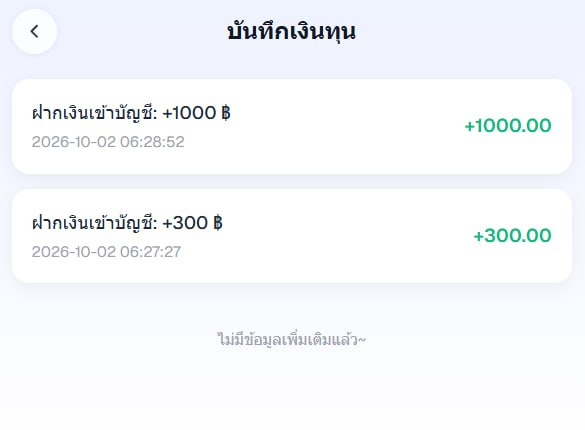 บันทึกเงินทุน
ฝากเงินเข้าบัญชี: +1000 ฿
+1000.00
2026-10-02 06:28:52
ฝากเงินเข้าบัญชี: +300 ฿
+300.00
2026-10-02 06:27:27
ไม่มีข้อมูลเพิ่มเติมแล้ว~